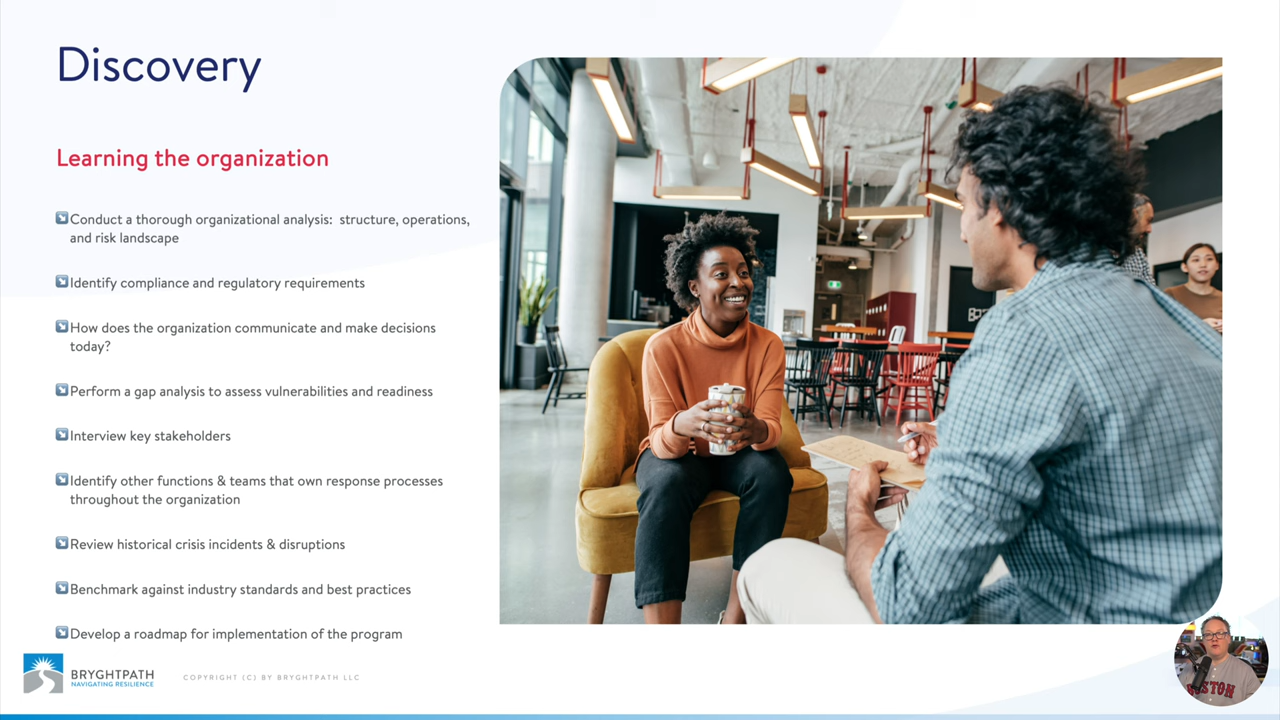 Discovery
Learning the organization
Conduct a thorough organizational analysis:  structure, operations,
and risk landscape
Identify compliance and regulatory requirements
How does the organization communicate and make decisions
today?
Perform a gap analysis to assess vulnerabilities and readiness
Interview key stakeholders
Identify other functions & teams that own response processes
throughout the organization
Review historical crisis incidents & disruptions
Benchmark against industry standards and best practices
Develop a roadmap for implementation of the program
BRYGHTPATH
NAVIGATING RESILIENCE
COPYRIGHT (C) BY BRYGHTPATH LLC